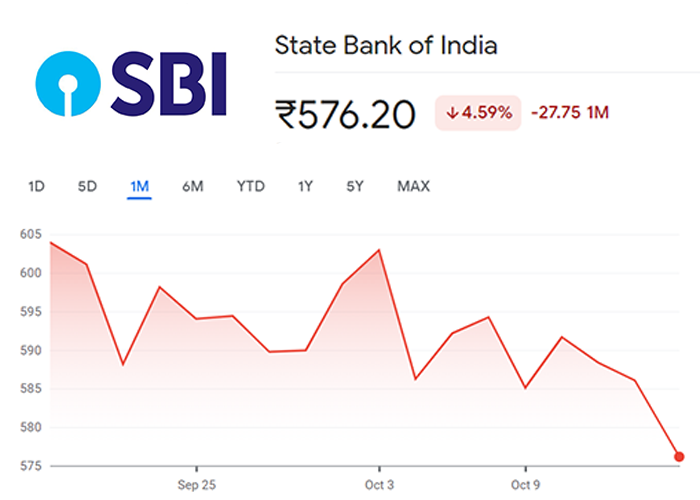 SBI
State Bank of India
₹576.20 ↓4.59% -27.75 1M
1D 5D 1M 6M YTD 1Y 5Y MAX
605
600
595
590
585
580
575
Sep 25 Oct 3 Oct 9